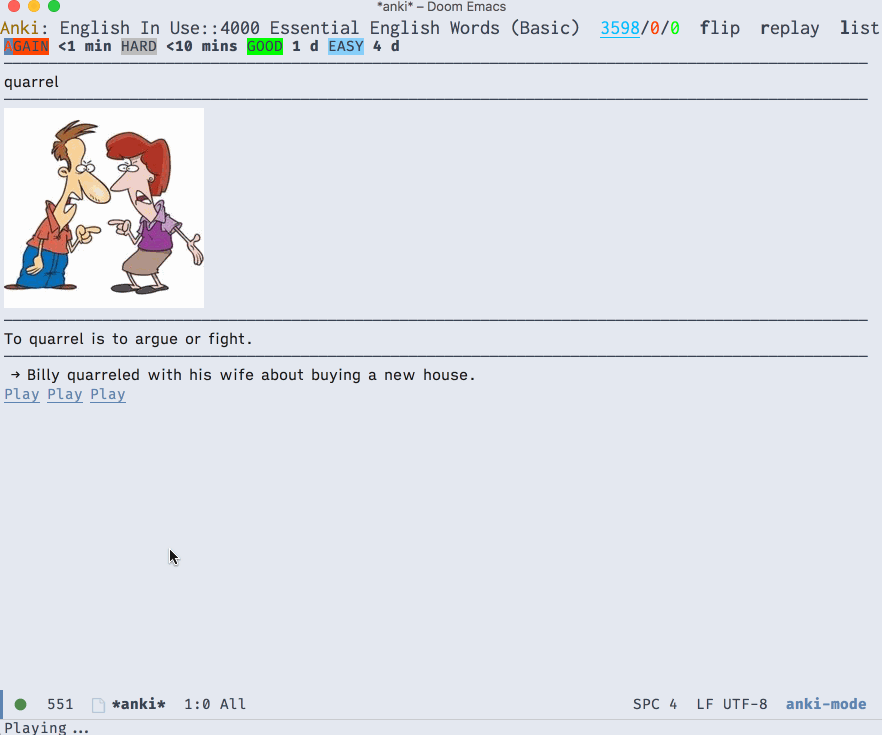 *anki* – Doom Emacs
Anki: English In Use::4000 Essential English Words (Basic) 3598/0/0 flip replay list
AGAIN <1 min HARD <10 mins GOOD 1 d EASY 4 d
quarrel
To quarrel is to argue or fight.
→ Billy quarreled with his wife about buying a new house.
Play Play Play
551 *anki* 1:0 All SPC 4 LF UTF-8 anki-mode
Playing...